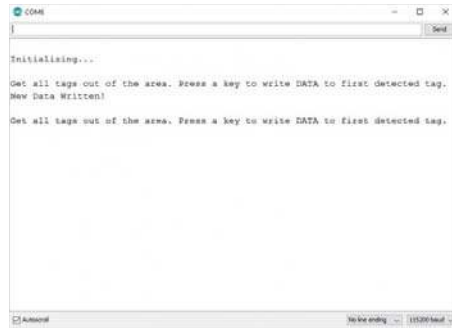 COM6
Send
Initialising...
Get all tags out of the area. Press a key to write DATA to first detected tag.
New Data Written!
Get all tags out of the area. Press a key to write DATA to first detected tag.
Autoscroll
No line ending
115200 baud